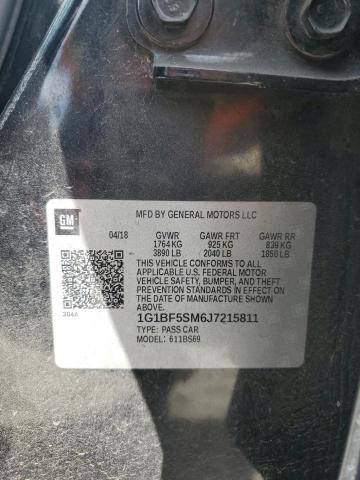 MFD BY GENERAL MOTORS LLC
GM
04/18 GVWR GAWR FRT GAWR RR
1764 KG 925 KG 839 KG
3890 LB 2040 LB 1850 LB
THIS VEHICLE CONFORMS TO ALL
APPLICABLE U.S. FEDERAL MOTOR
VEHICLE SAFETY, BUMPER, AND THEFT
PREVENTION STANDARDS IN EFFECT ON
THE DATE OF MANUFACTURE SHOWN ABOVE.
304A
1G1BF5SM6J7215811
TYPE: PASS CAR
MODEL: 611BS69